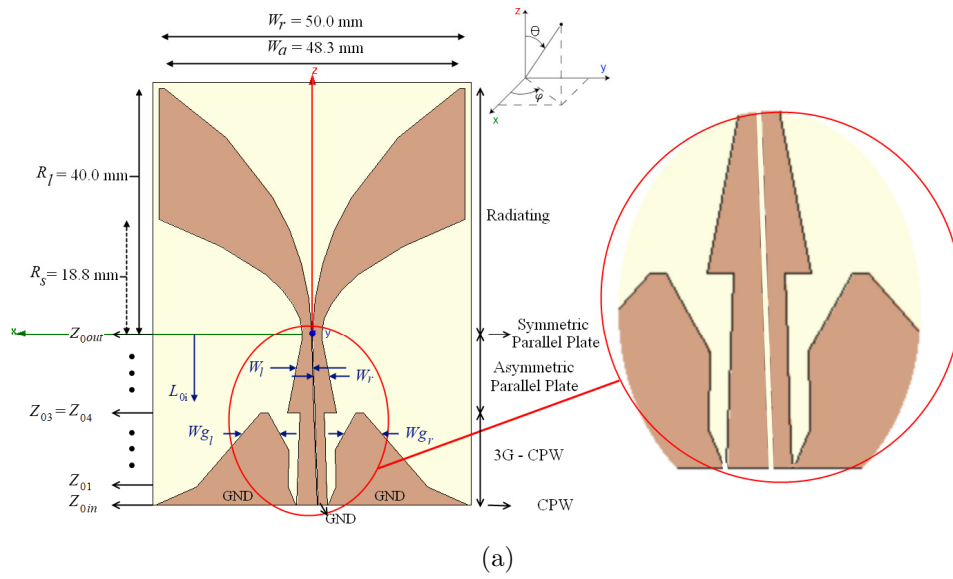 W_r = 50.0 mm
W_a = 48.3 mm
z
z
Θ
y
φ
x
R_l = 40.0 mm
Radiating
R_s = 18.8 mm
x
Z_0out
y
Symmetric
Parallel Plate
W_l
W_r
Asymmetric
Parallel Plate
L_0i
Z_03 = Z_04
Wg_l
Wg_r
3G - CPW
Z_01
GND
GND
Z_0in
CPW
GND
(a)